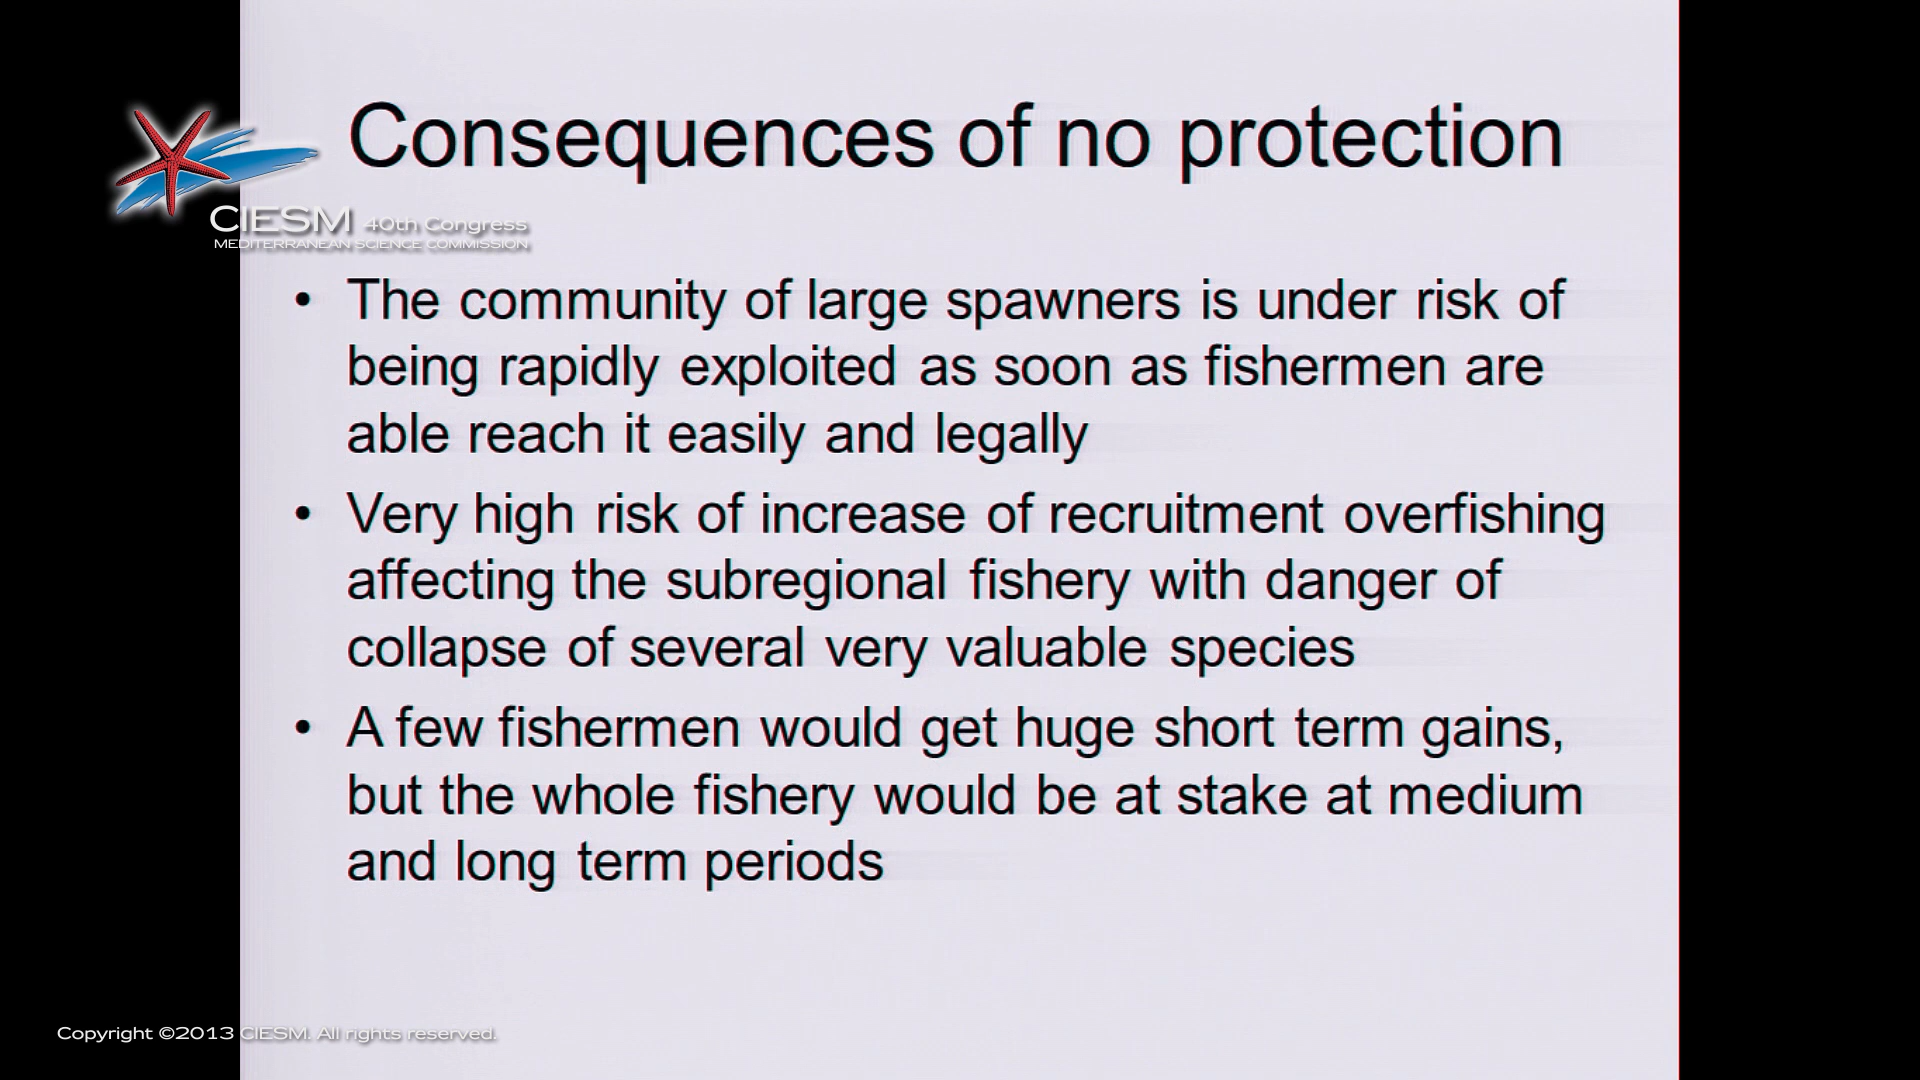 Consequences of no protection
CIESM 40th Congress
MEDITERRANEAN SCIENCE COMMISSION
• The community of large spawners is under risk of
being rapidly exploited as soon as fishermen are
able reach it easily and legally
• Very high risk of increase of recruitment overfishing
affecting the subregional fishery with danger of
collapse of several very valuable species
• A few fishermen would get huge short term gains,
but the whole fishery would be at stake at medium
and long term periods
Copyright ©2013 CIESM. All rights reserved.